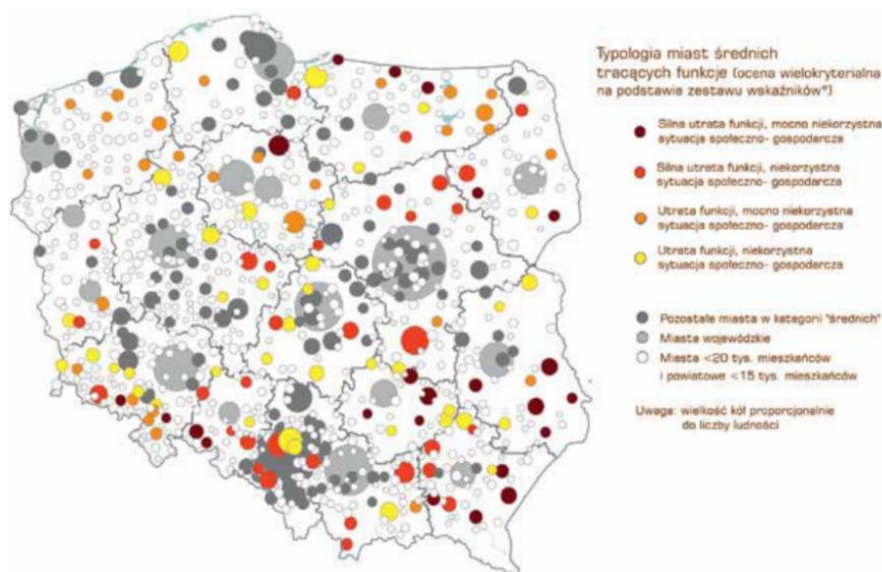 Typologia miast średnich
tracących funkcje (ocena wielokryterialna
na podstawie zestawu wskaźników*)
Silna utrata funkcji, mocno niekorzystna
sytuacja społeczno- gospodarcza
Silna utrata funkcji, niekorzystna
sytuacja społeczno- gospodarcza
Utrata funkcji, mocno niekorzystna
sytuacja społeczno- gospodarcza
Utrata funkcji, niekorzystna
sytuacja społeczno- gospodarcza
Pozostałe miasta w kategorii "średnich"
Miasta wojewódzkie
Miasta <20 tys. mieszkańców
i powiatowe <15 tys. mieszkańców
Uwaga: wielkość kół proporcjonalnie
do liczby ludności